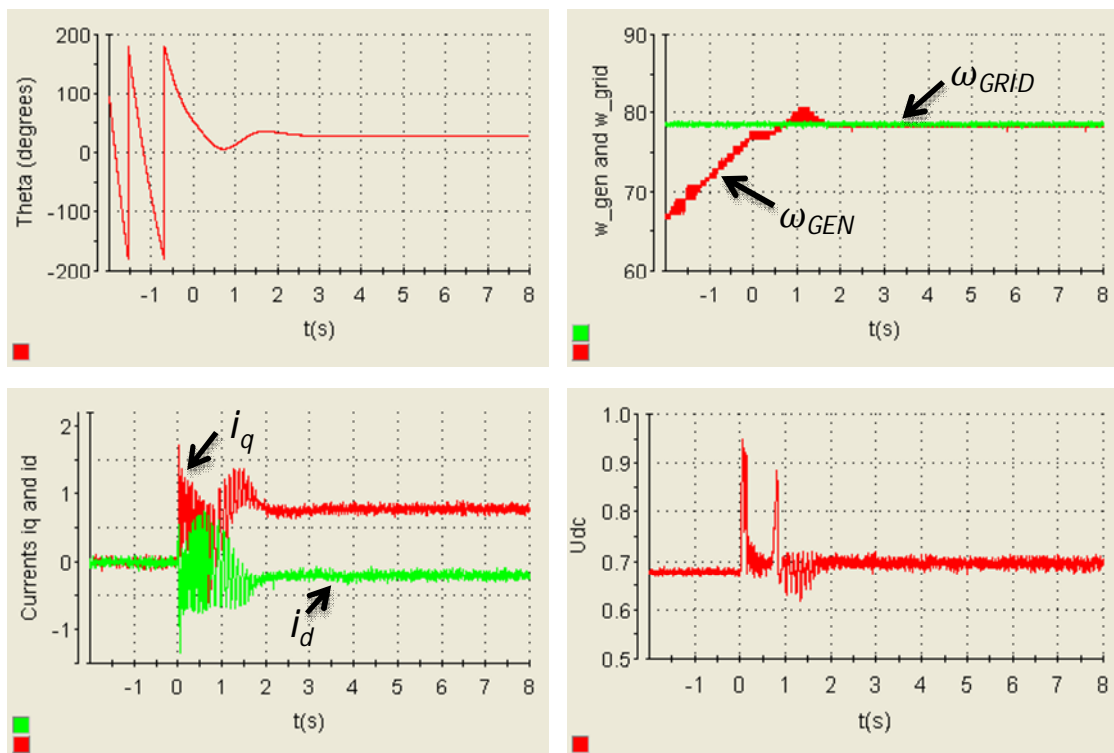 200
100
0
-100
-200
Theta (degrees)
-1 0 1 2 3 4 5 6 7 8
t(s)
90
80
70
60
w_gen and w_grid
ωGRID
ωGEN
-1 0 1 2 3 4 5 6 7 8
t(s)
2
1
0
-1
Currents iq and id
iq
id
-1 0 1 2 3 4 5 6 7 8
t(s)
1.0
0.9
0.8
0.7
0.6
0.5
Udc
-1 0 1 2 3 4 5 6 7 8
t(s)